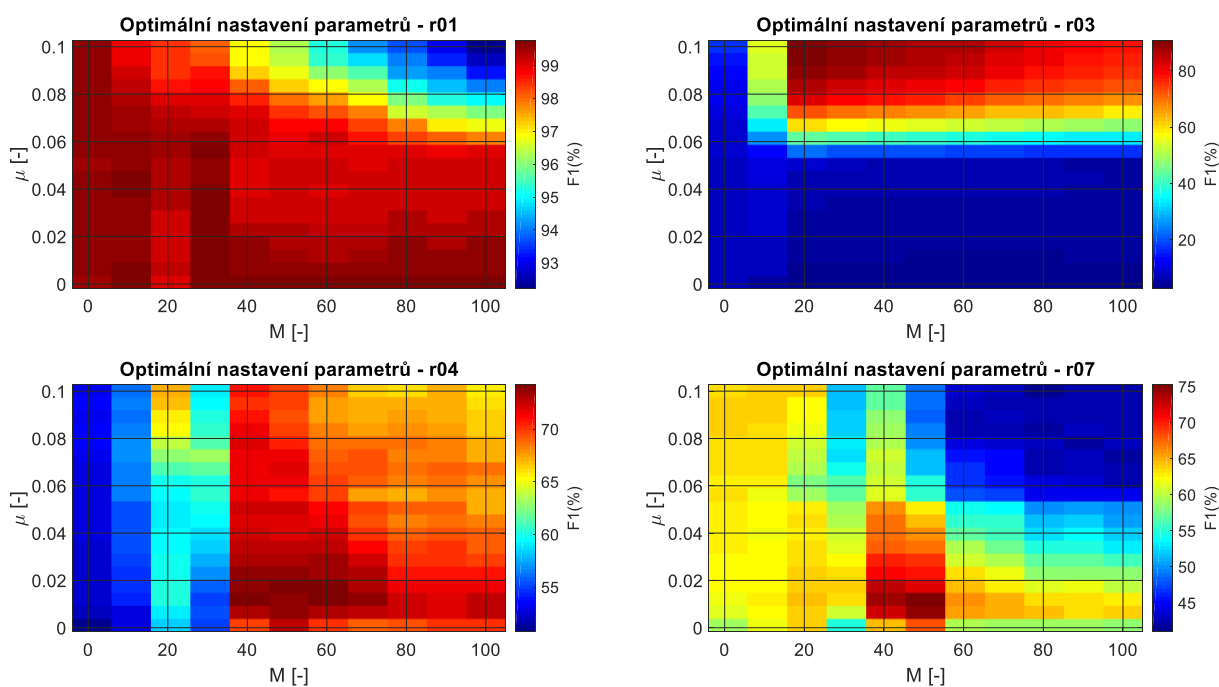 Optimální nastavení parametrů - r01
0.1
0.08
0.06
0.04
0.02
0
μ [-]
0 20 40 60 80 100
M [-]
99
98
97
96
95
94
93
F1(%)
Optimální nastavení parametrů - r03
0.1
0.08
0.06
0.04
0.02
0
μ [-]
0 20 40 60 80 100
M [-]
80
60
40
20
F1(%)
Optimální nastavení parametrů - r04
0.1
0.08
0.06
0.04
0.02
0
μ [-]
0 20 40 60 80 100
M [-]
70
65
60
55
F1(%)
Optimální nastavení parametrů - r07
0.1
0.08
0.06
0.04
0.02
0
μ [-]
0 20 40 60 80 100
M [-]
75
70
65
60
55
50
45
F1(%)